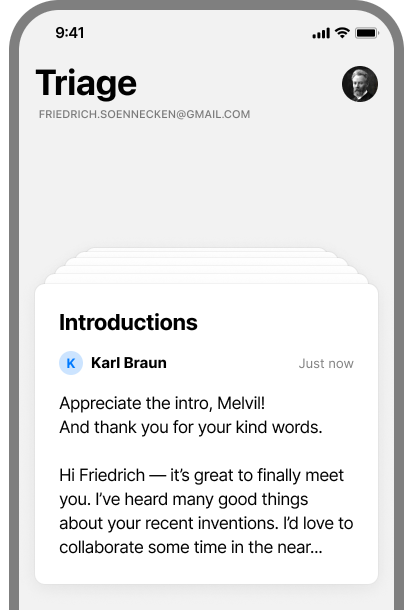 9:41
Triage
FRIEDRICH.SOENNECKEN@GMAIL.COM
Introductions
K Karl Braun Just now
Appreciate the intro, Melvil!
And thank you for your kind words.
Hi Friedrich — it’s great to finally meet
you. I’ve heard many good things
about your recent inventions. I’d love to
collaborate some time in the near...